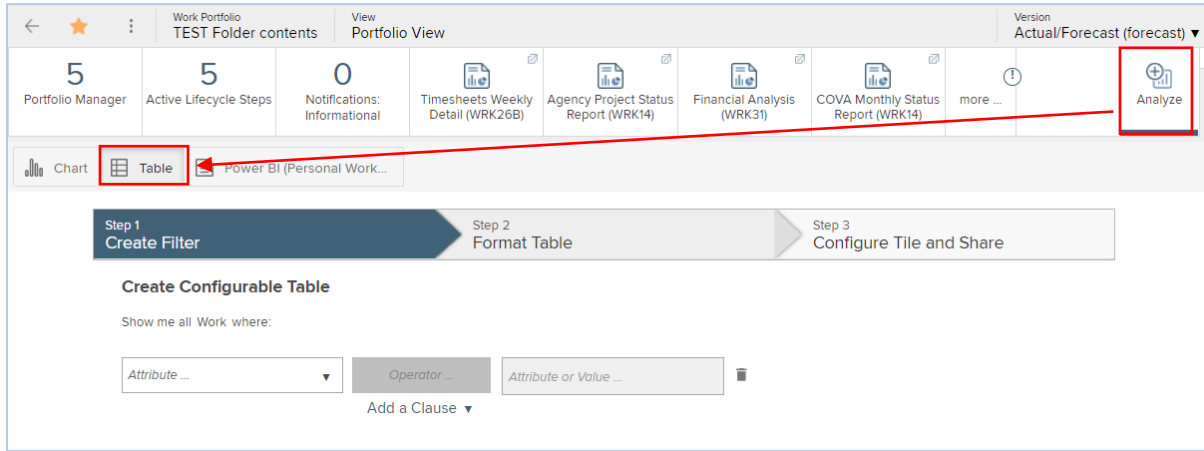 Work Portfolio
TEST Folder contents
View
Portfolio View
Version
Actual/Forecast (forecast)
5
Portfolio Manager
5
Active Lifecycle Steps
0
Notifications:
Informational
Timesheets Weekly
Detail (WRK26B)
Agency Project Status
Report (WRK14)
Financial Analysis
(WRK31)
COVA Monthly Status
Report (WRK14)
more ...
Analyze
Chart
Table
Power BI (Personal Work...
Step 1
Create Filter
Step 2
Format Table
Step 3
Configure Tile and Share
Create Configurable Table
Show me all Work where:
Attribute ...
Operator ...
Attribute or Value ...
Add a Clause